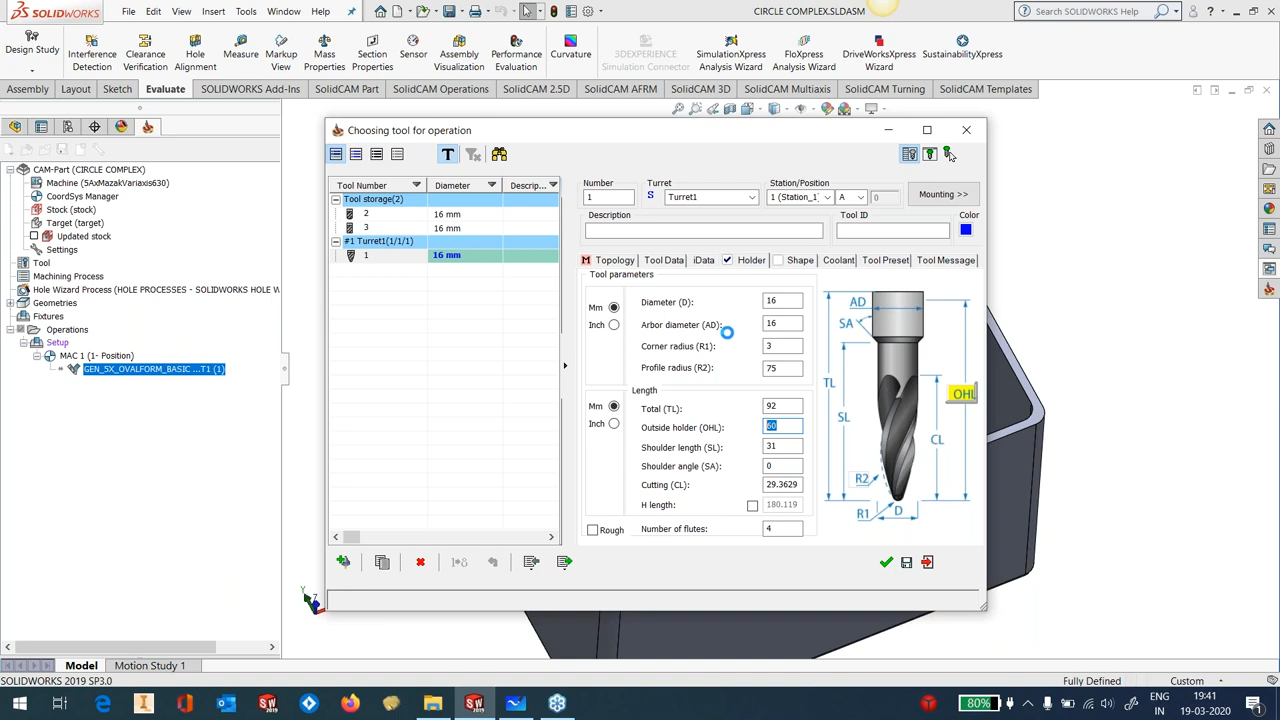 SOLIDWORKS File Edit View Insert Tools Window Help CIRCLE COMPLEX.SLDASM Search SOLIDWORKS Help
Design Study Interference Detection Clearance Verification Hole Alignment Measure Markup View Mass Properties Section Properties Sensor Assembly Visualization Performance Evaluation Curvature 3DEXPERIENCE Simulation Connector SimulationXpress Analysis Wizard FloXpress Analysis Wizard DriveWorksXpress Wizard SustainabilityXpress
Assembly Layout Sketch Evaluate SOLIDWORKS Add-Ins SolidCAM Part SolidCAM Operations SolidCAM 2.5D SolidCAM AFRM SolidCAM 3D SolidCAM Multiaxis SolidCAM Turning SolidCAM Templates
CAM-Part (CIRCLE COMPLEX)
Machine (5AxMazakVariaxis630)
CoordSys Manager
Stock (stock)
Target (target)
Updated stock
Settings
Tool
Machining Process
Hole Wizard Process (HOLE PROCESSES - SOLIDWORKS HOLE W
Geometries
Fixtures
Operations
Setup
MAC 1 (1- Position)
GEN_5X_OVALFORM_BASIC ...T1 (1)
Choosing tool for operation
T
Tool Number Diameter Descrip...
Tool storage(2)
2 16 mm
3 16 mm
#1 Turret1(1/1/1)
1 16 mm
Number Turret Station/Position
1 S Turret1 1 (Station_1) A 0 Mounting >>
Description Tool ID Color
M Topology Tool Data iData Holder Shape Coolant Tool Preset Tool Message
Tool parameters
Mm
Inch
Diameter (D): 16
Arbor diameter (AD): 16
Corner radius (R1): 3
Profile radius (R2): 75
Length
Mm
Inch
Total (TL): 92
Outside holder (OHL): 60
Shoulder length (SL): 31
Shoulder angle (SA): 0
Cutting (CL): 29.3629
H length: 180.119
Rough Number of flutes: 4
AD
SA
TL
OHL
SL
CL
R2
R1
D
Y
Z
Model Motion Study 1
SOLIDWORKS 2019 SP3.0 Fully Defined Custom
80% ENG
IN
19:41
19-03-2020